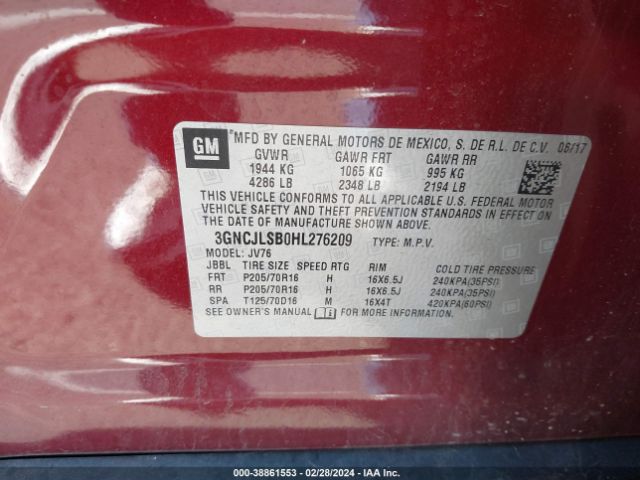 GM MFD BY GENERAL MOTORS DE MEXICO, S. DE R.L. DE C.V. 06/17
GVWR GAWR FRT GAWR RR
1944 KG 1065 KG 995 KG
4286 LB 2348 LB 2194 LB
THIS VEHICLE CONFORMS TO ALL APPLICABLE U.S. FEDERAL MOTOR
VEHICLE SAFETY AND THEFT PREVENTION STANDARDS IN EFFECT ON
THE DATE OF MANUFACTURE SHOWN ABOVE.
3GNCJLSB0HL276209 TYPE: M.P.V.
MODEL: JV76
JBBL TIRE SIZE SPEED RTG RIM COLD TIRE PRESSURE
FRT P205/70R16 H 16X6.5J 240KPA(35PSI)
RR P205/70R16 H 16X6.5J 240KPA(35PSI)
SPA T125/70D16 M 16X4T 420KPA(60PSI)
SEE OWNER'S MANUAL FOR MORE INFORMATION.
000-38861553 - 02/28/2024 - IAA Inc.